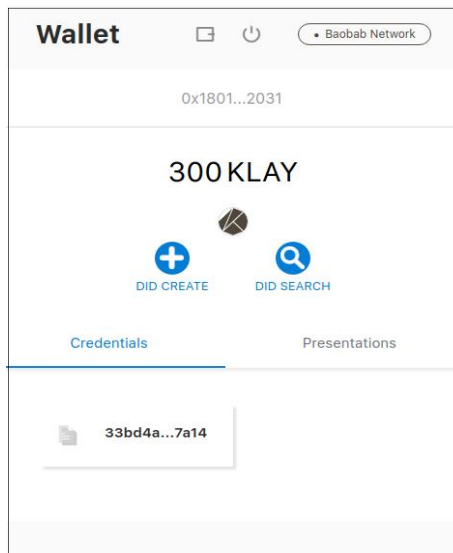 Wallet
• Baobab Network
0x1801...2031
300 KLAY
DID CREATE
DID SEARCH
Credentials
Presentations
33bd4a...7a14